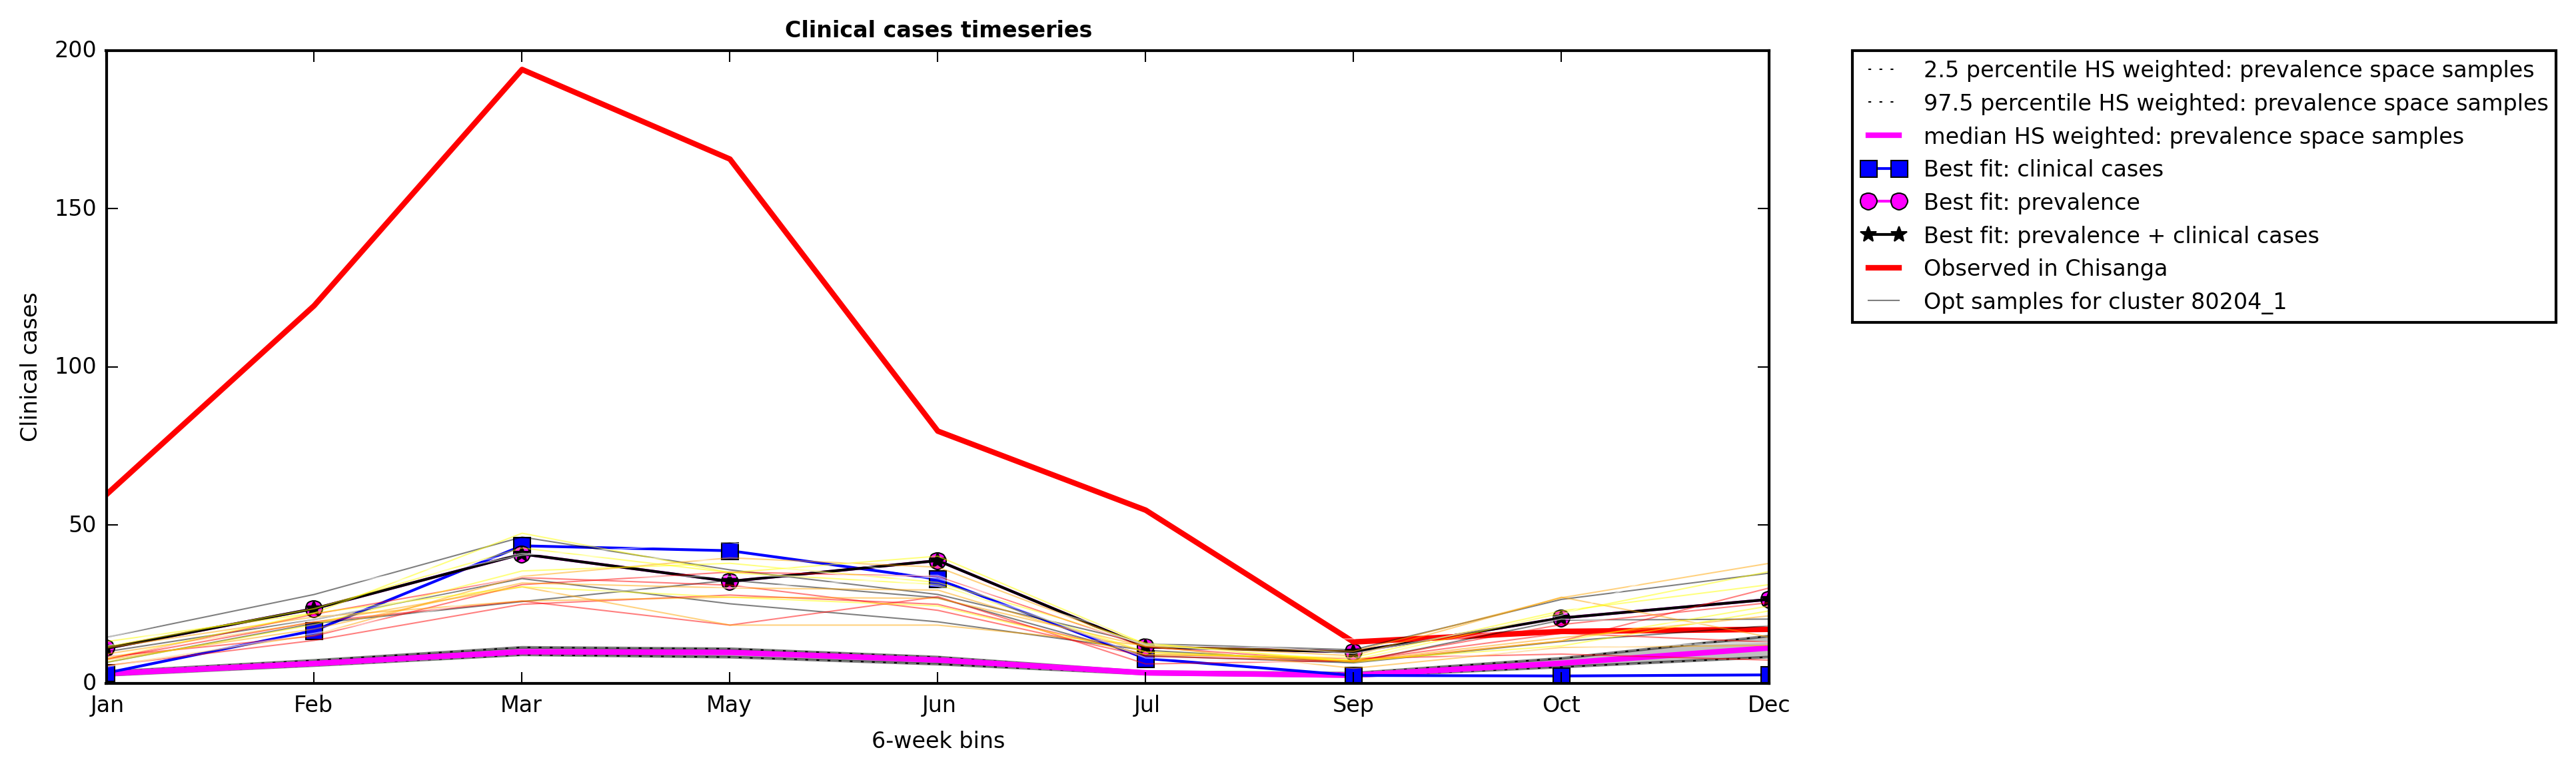 Clinical cases timeseries
200
150
100
50
0
Clinical cases
Jan
Feb
Mar
May
Jun
Jul
Sep
Oct
Dec
6-week bins
2.5 percentile HS weighted: prevalence space samples
97.5 percentile HS weighted: prevalence space samples
median HS weighted: prevalence space samples
Best fit: clinical cases
Best fit: prevalence
Best fit: prevalence + clinical cases
Observed in Chisanga
Opt samples for cluster 80204_1